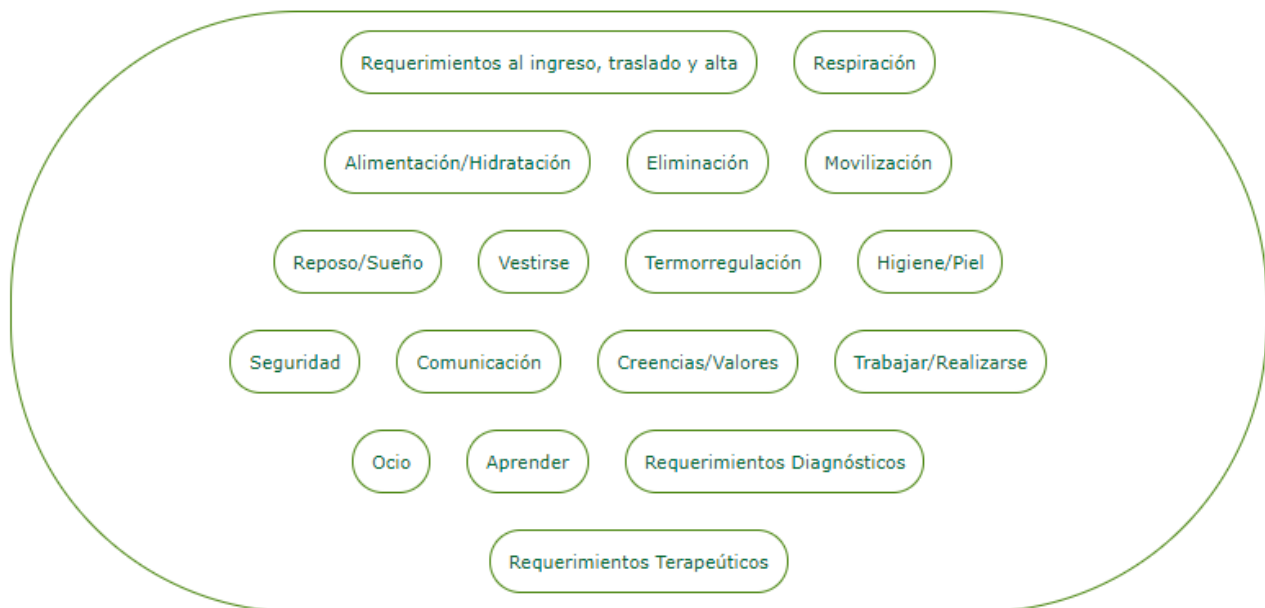 Requerimientos al ingreso, traslado y alta
Respiración
Alimentación/Hidratación
Eliminación
Movilización
Reposo/Sueño
Vestirse
Termorregulación
Higiene/Piel
Seguridad
Comunicación
Creencias/Valores
Trabajar/Realizarse
Ocio
Aprender
Requerimientos Diagnósticos
Requerimientos Terapeúticos